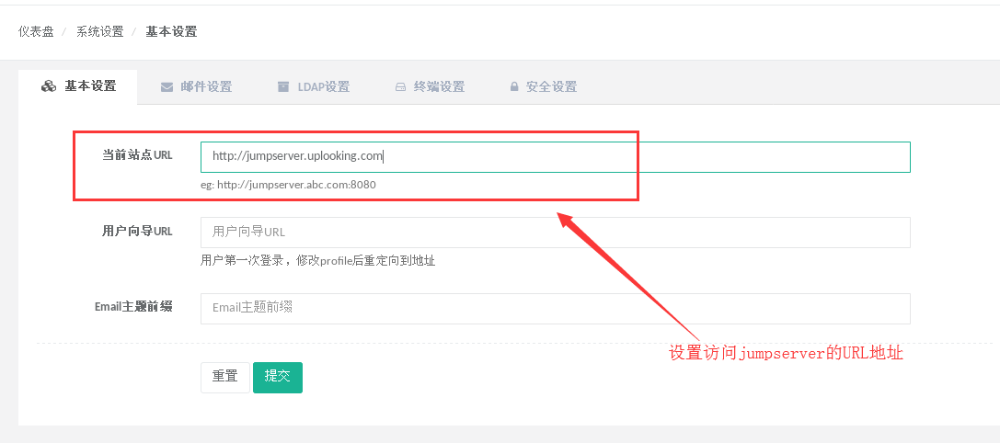 仪表盘 / 系统设置 / 基本设置
基本设置 邮件设置 LDAP设置 终端设置 安全设置
当前站点URL http://jumpserver.uplooking.com
eg: http://jumpserver.abc.com:8080
用户向导URL 用户向导URL
用户第一次登录，修改profile后重定向到地址
Email主题前缀 Email主题前缀
设置访问jumpserver的URL地址
重置 提交